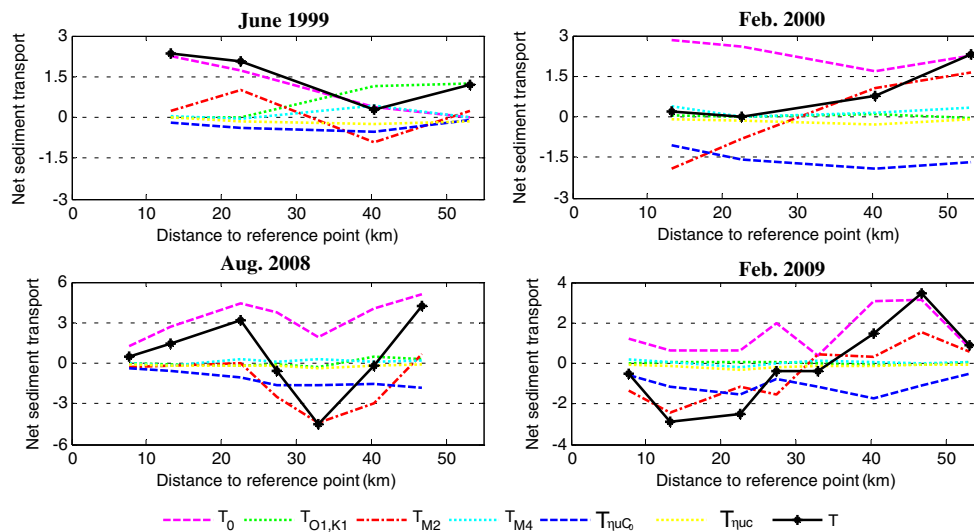 June 1999
Net sediment transport
3
1.5
0
-1.5
-3
0 10 20 30 40 50
Distance to reference point (km)
Feb. 2000
Net sediment transport
3
1.5
0
-1.5
-3
0 10 20 30 40 50
Distance to reference point (km)
Aug. 2008
Net sediment transport
6
3
0
-3
-6
0 10 20 30 40 50
Distance to reference point (km)
Feb. 2009
Net sediment transport
4
2
0
-2
-4
0 10 20 30 40 50
Distance to reference point (km)
T0 TO1,K1 TM2 TM4 TηuC0 Tηuc T